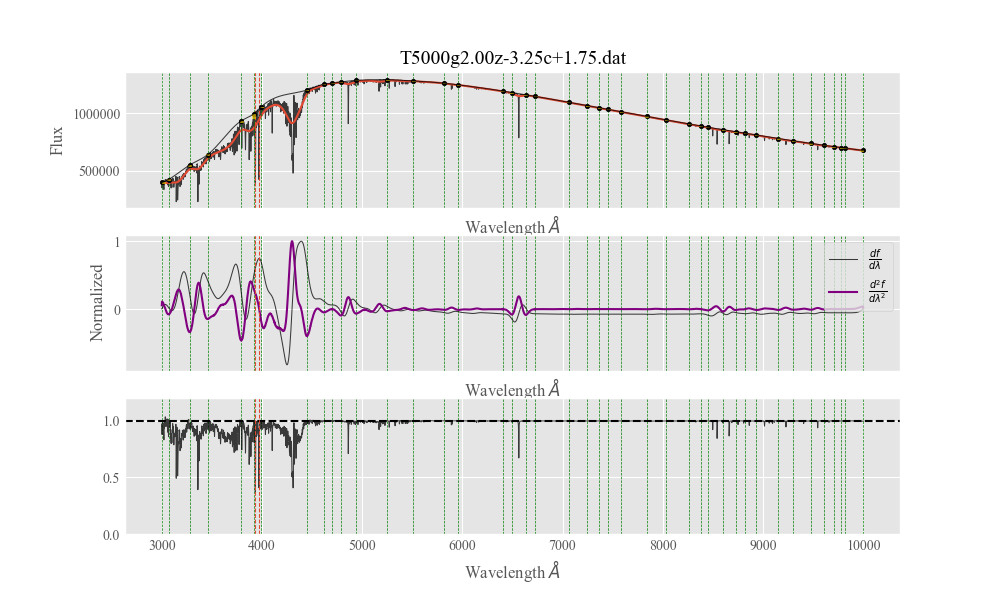 T5000g2.00z-3.25c+1.75.dat
Flux
1000000
500000
Wavelength Å
Normalized
1
0
df
dλ
d²f
dλ²
Wavelength Å
1.0
0.5
0.0
3000 4000 5000 6000 7000 8000 9000 10000
Wavelength Å